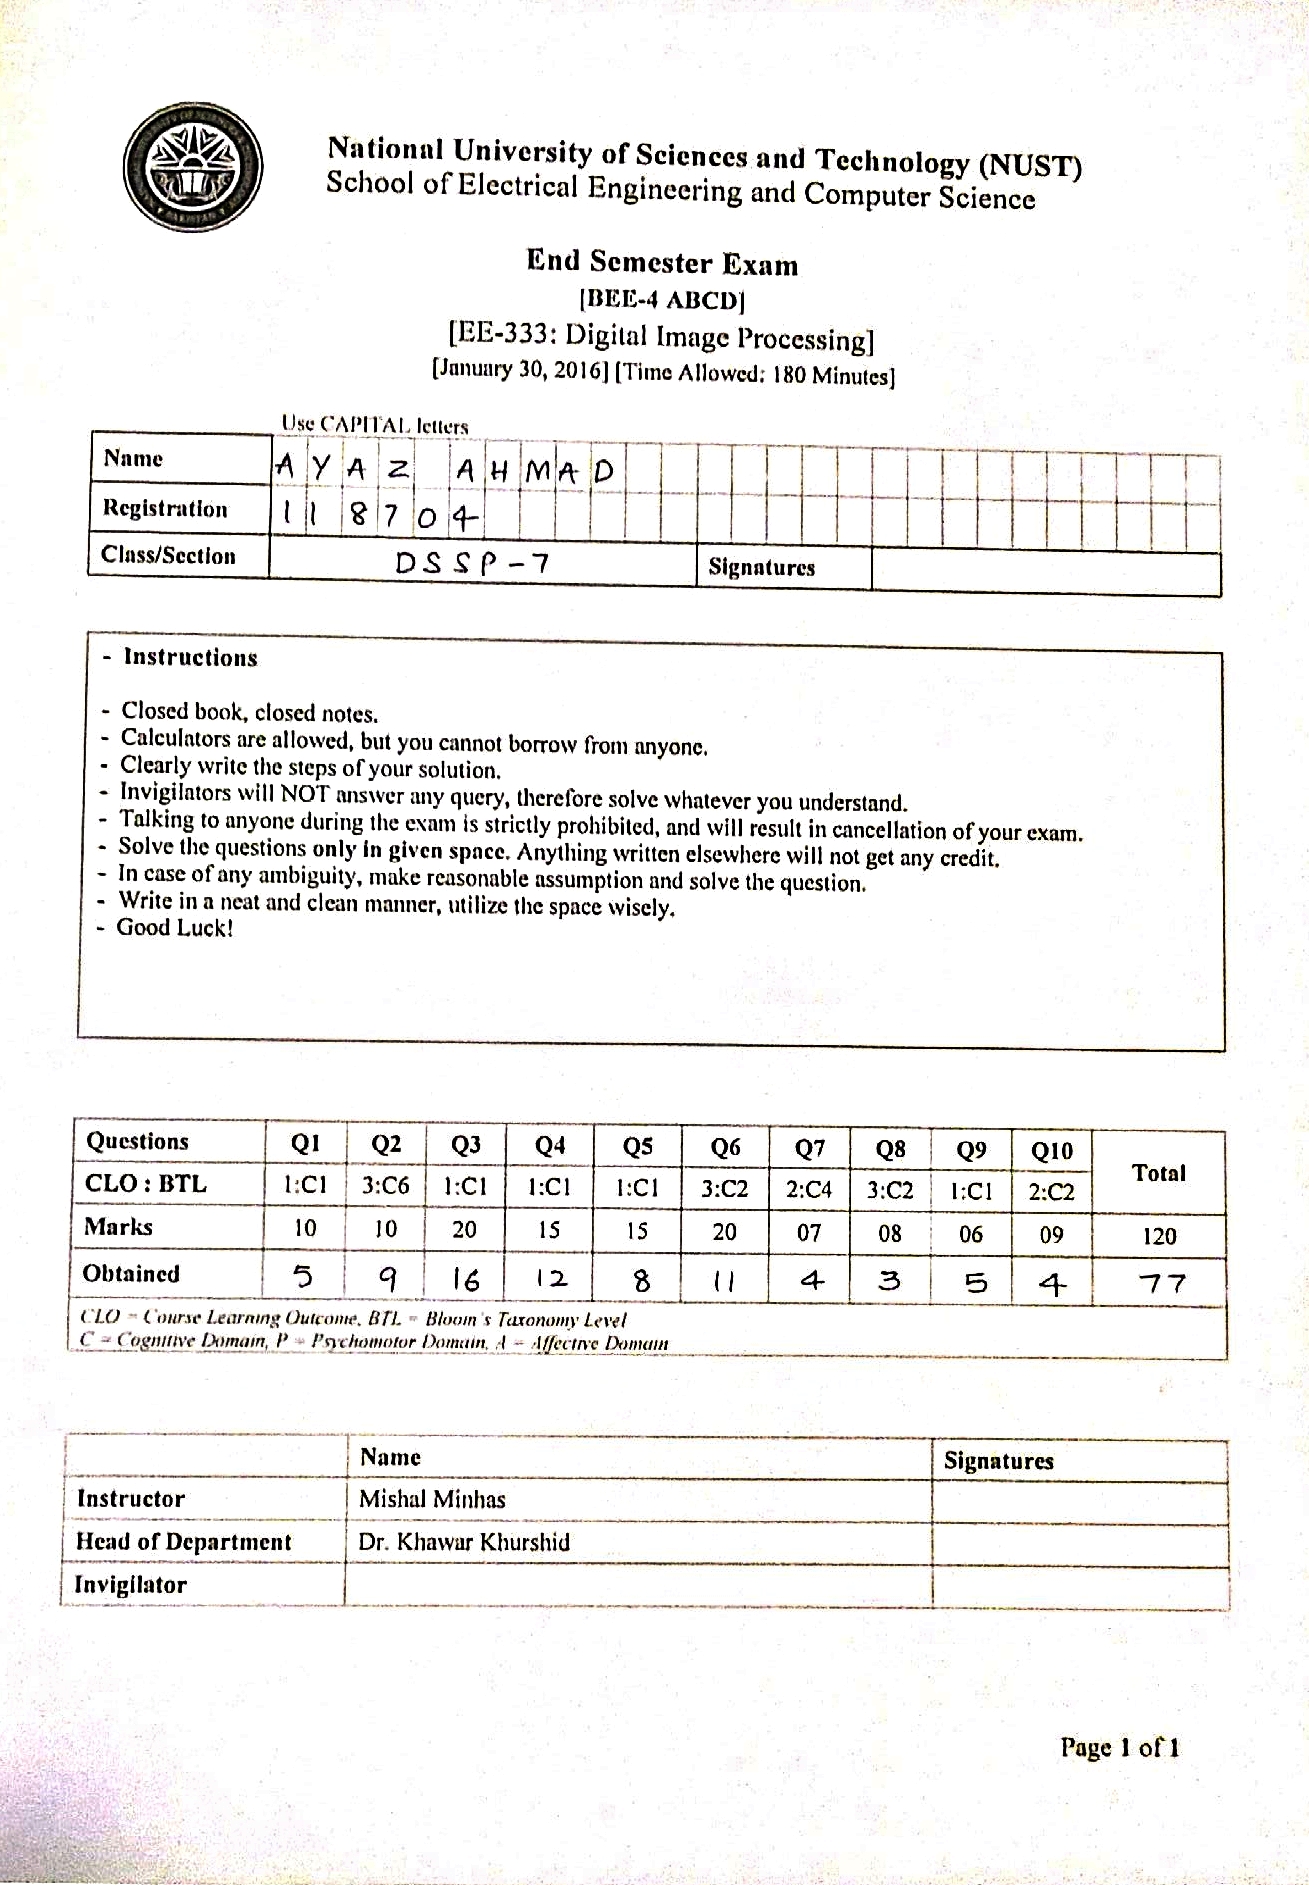 National University of Sciences and Technology (NUST)
School of Electrical Engineering and Computer Science
End Semester Exam
[BEE-4 ABCD]
[EE-333: Digital Image Processing]
[January 30, 2016] [Time Allowed: 180 Minutes]
Use CAPITAL letters
Name AYAZ AHMAD
Registration 118704
Class/Section DSSP-7 Signatures
- Instructions
- Closed book, closed notes.
- Calculators are allowed, but you cannot borrow from anyone.
- Clearly write the steps of your solution.
- Invigilators will NOT answer any query, therefore solve whatever you understand.
- Talking to anyone during the exam is strictly prohibited, and will result in cancellation of your exam.
- Solve the questions only in given space. Anything written elsewhere will not get any credit.
- In case of any ambiguity, make reasonable assumption and solve the question.
- Write in a neat and clean manner, utilize the space wisely.
- Good Luck!
Questions Q1 Q2 Q3 Q4 Q5 Q6 Q7 Q8 Q9 Q10 Total
CLO : BTL 1:C1 3:C6 1:C1 1:C1 1:C1 3:C2 2:C4 3:C2 1:C1 2:C2
Marks 10 10 20 15 15 20 07 08 06 09 120
Obtained 5 9 16 12 8 11 4 3 5 4 77
CLO = Course Learning Outcome, BTL = Bloom's Taxonomy Level
C = Cognitive Domain, P = Psychomotor Domain, A = Affective Domain
Name Signatures
Instructor Mishal Minhas
Head of Department Dr. Khawar Khurshid
Invigilator
Page 1 of 1